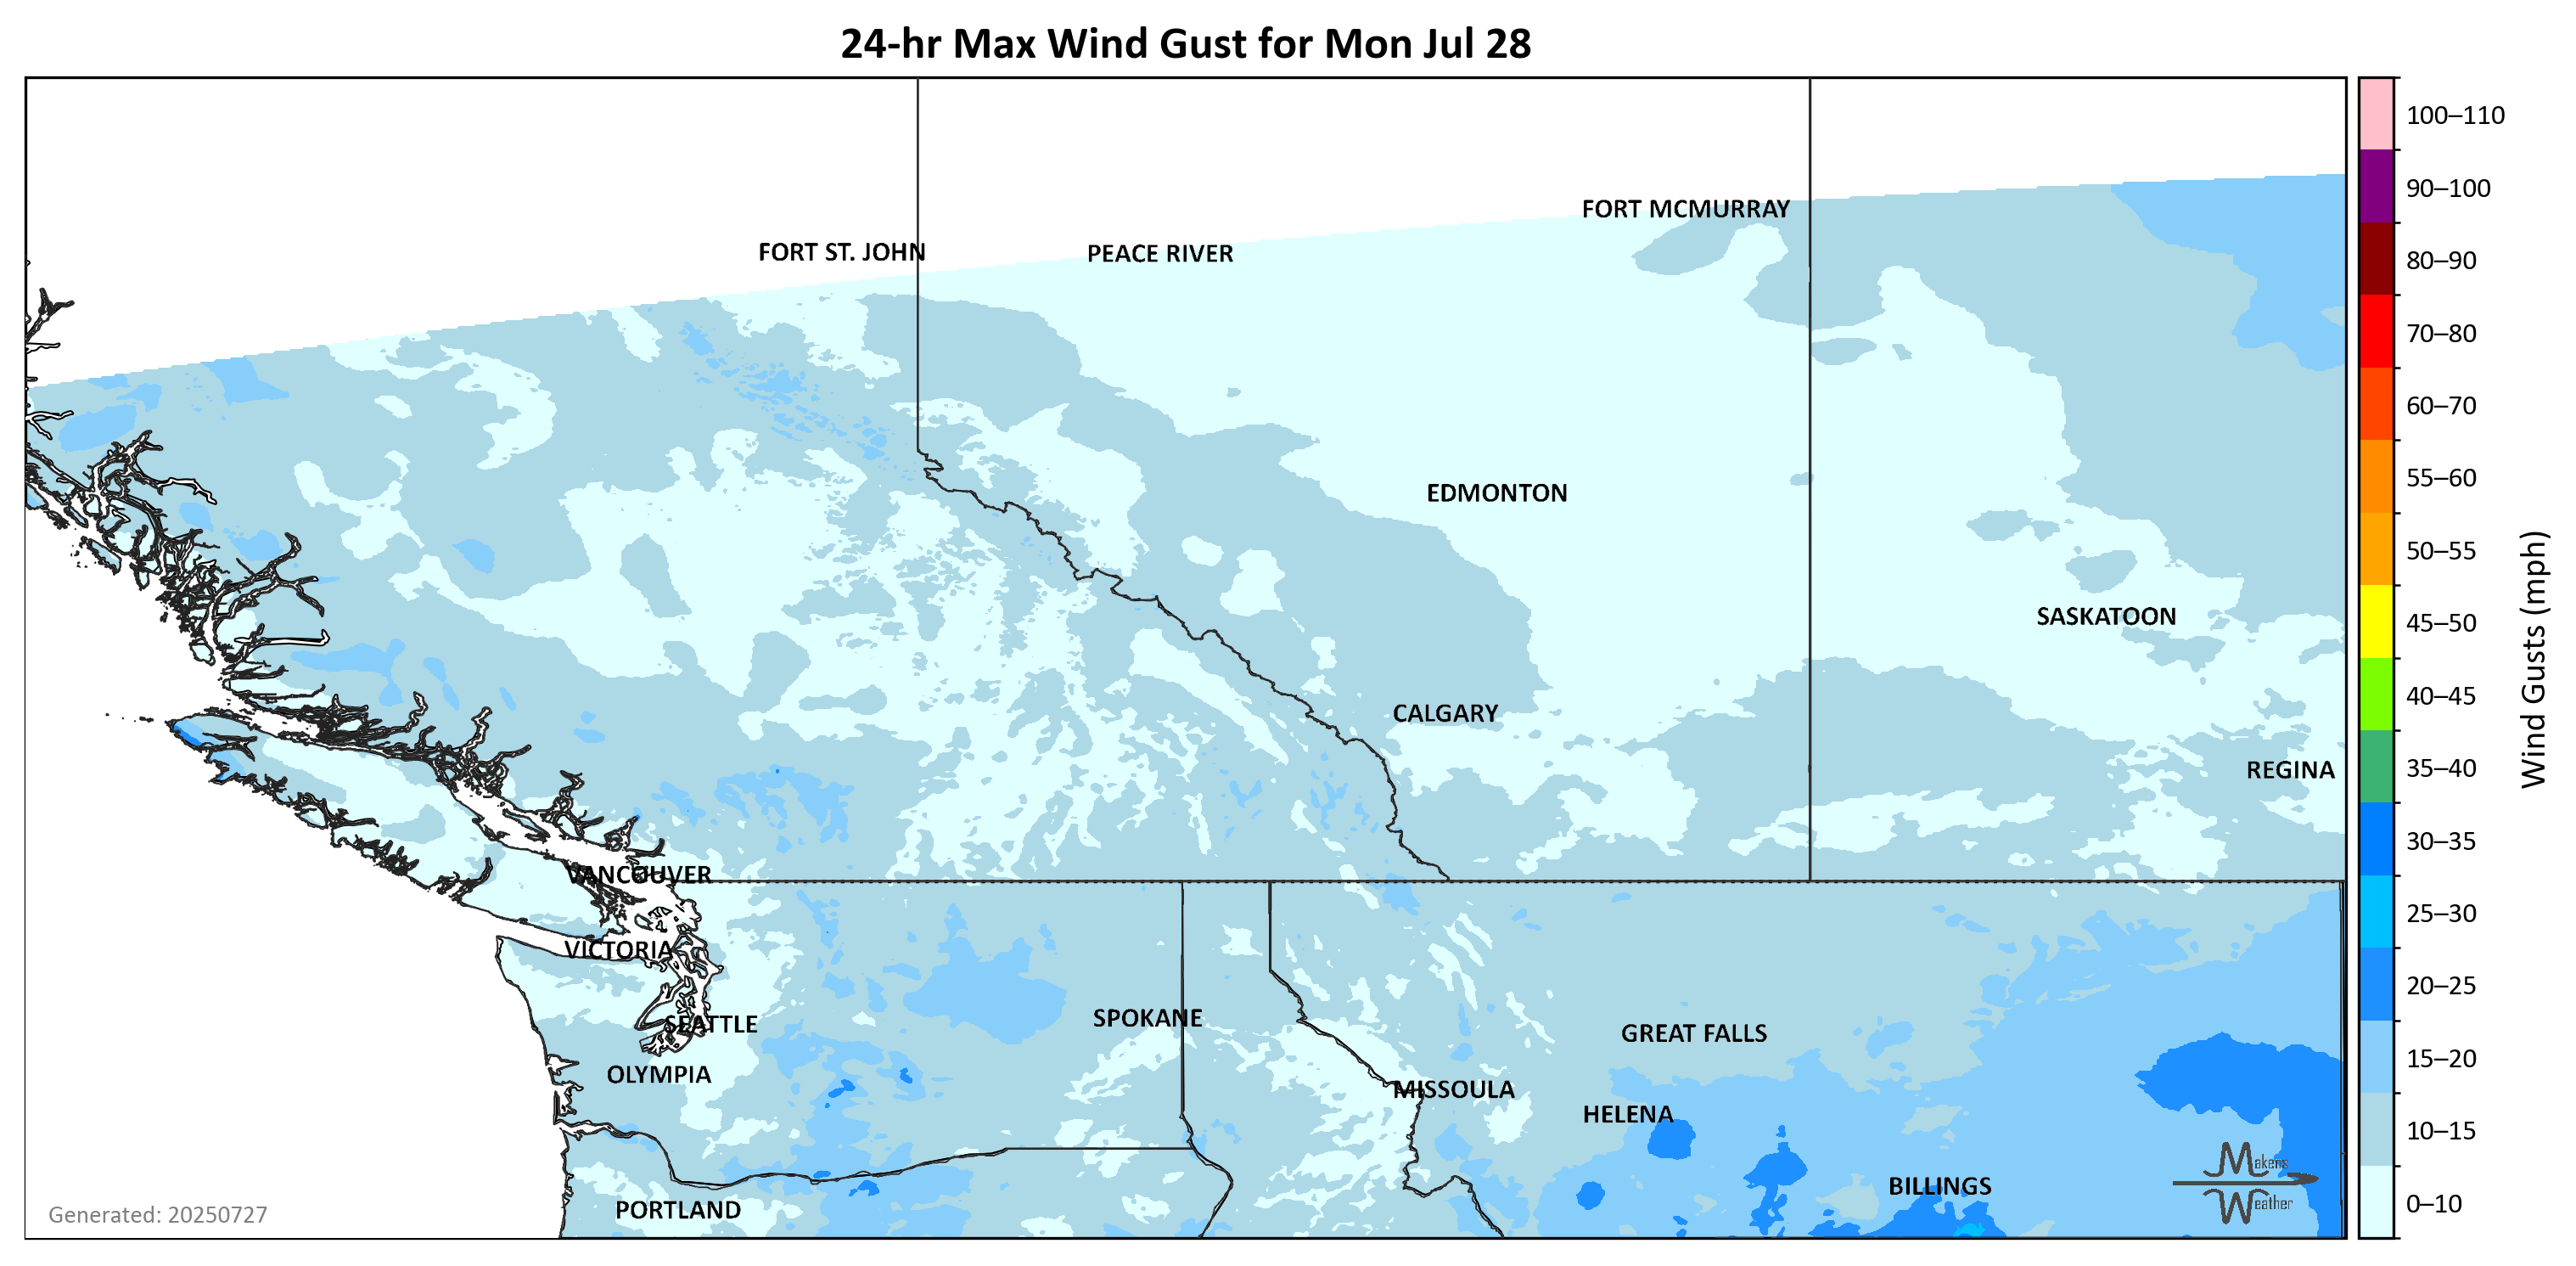 24-hr Max Wind Gust for Mon Jul 28
100–110
90–100
80–90
70–80
60–70
55–60
50–55
45–50
40–45
35–40
30–35
25–30
20–25
15–20
10–15
0–10
Wind Gusts (mph)
FORT MCMURRAY
FORT ST. JOHN
PEACE RIVER
EDMONTON
SASKATOON
CALGARY
REGINA
VANCOUVER
VICTORIA
SPOKANE
SEATTLE
GREAT FALLS
OLYMPIA
MISSOULA
HELENA
BILLINGS
PORTLAND
Makens
Weather
Generated: 20250727